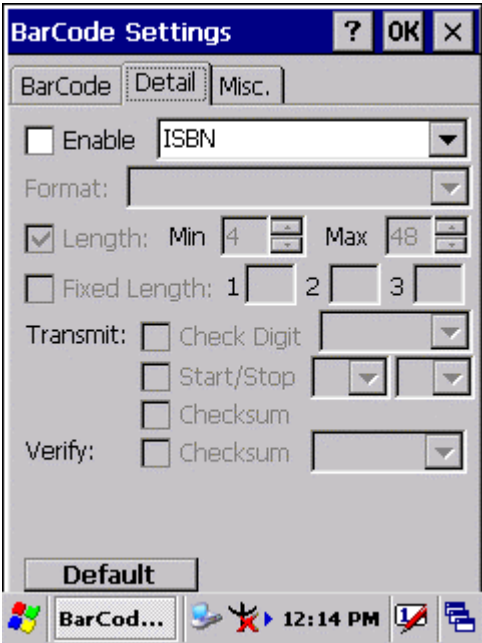 BarCode Settings ? OK ×
BarCode Detail Misc.
Enable ISBN
Format:
Length: Min 4 Max 48
Fixed Length: 1 2 3
Transmit: Check Digit
Start/Stop
Checksum
Verify: Checksum
Default
BarCod... 12:14 PM